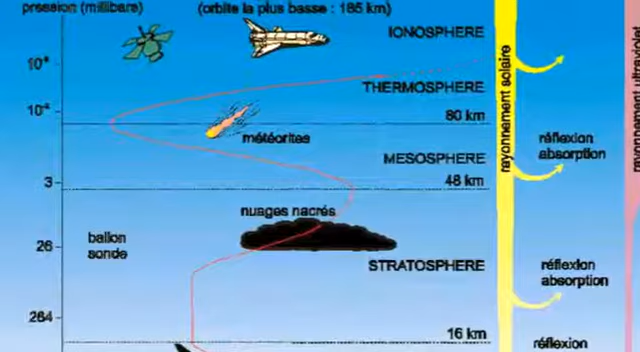 pression (millibare)
(orbite la plus basse : 185 km)
IONOSPHERE
THERMOSPHERE
80 km
météorites
MESOSPHERE
48 km
3
nuages nacrés
26
ballon
sonde
STRATOSPHERE
264
16 km
rayonnement solaire
réflexion
absorption
réflexion
absorption
réflexion